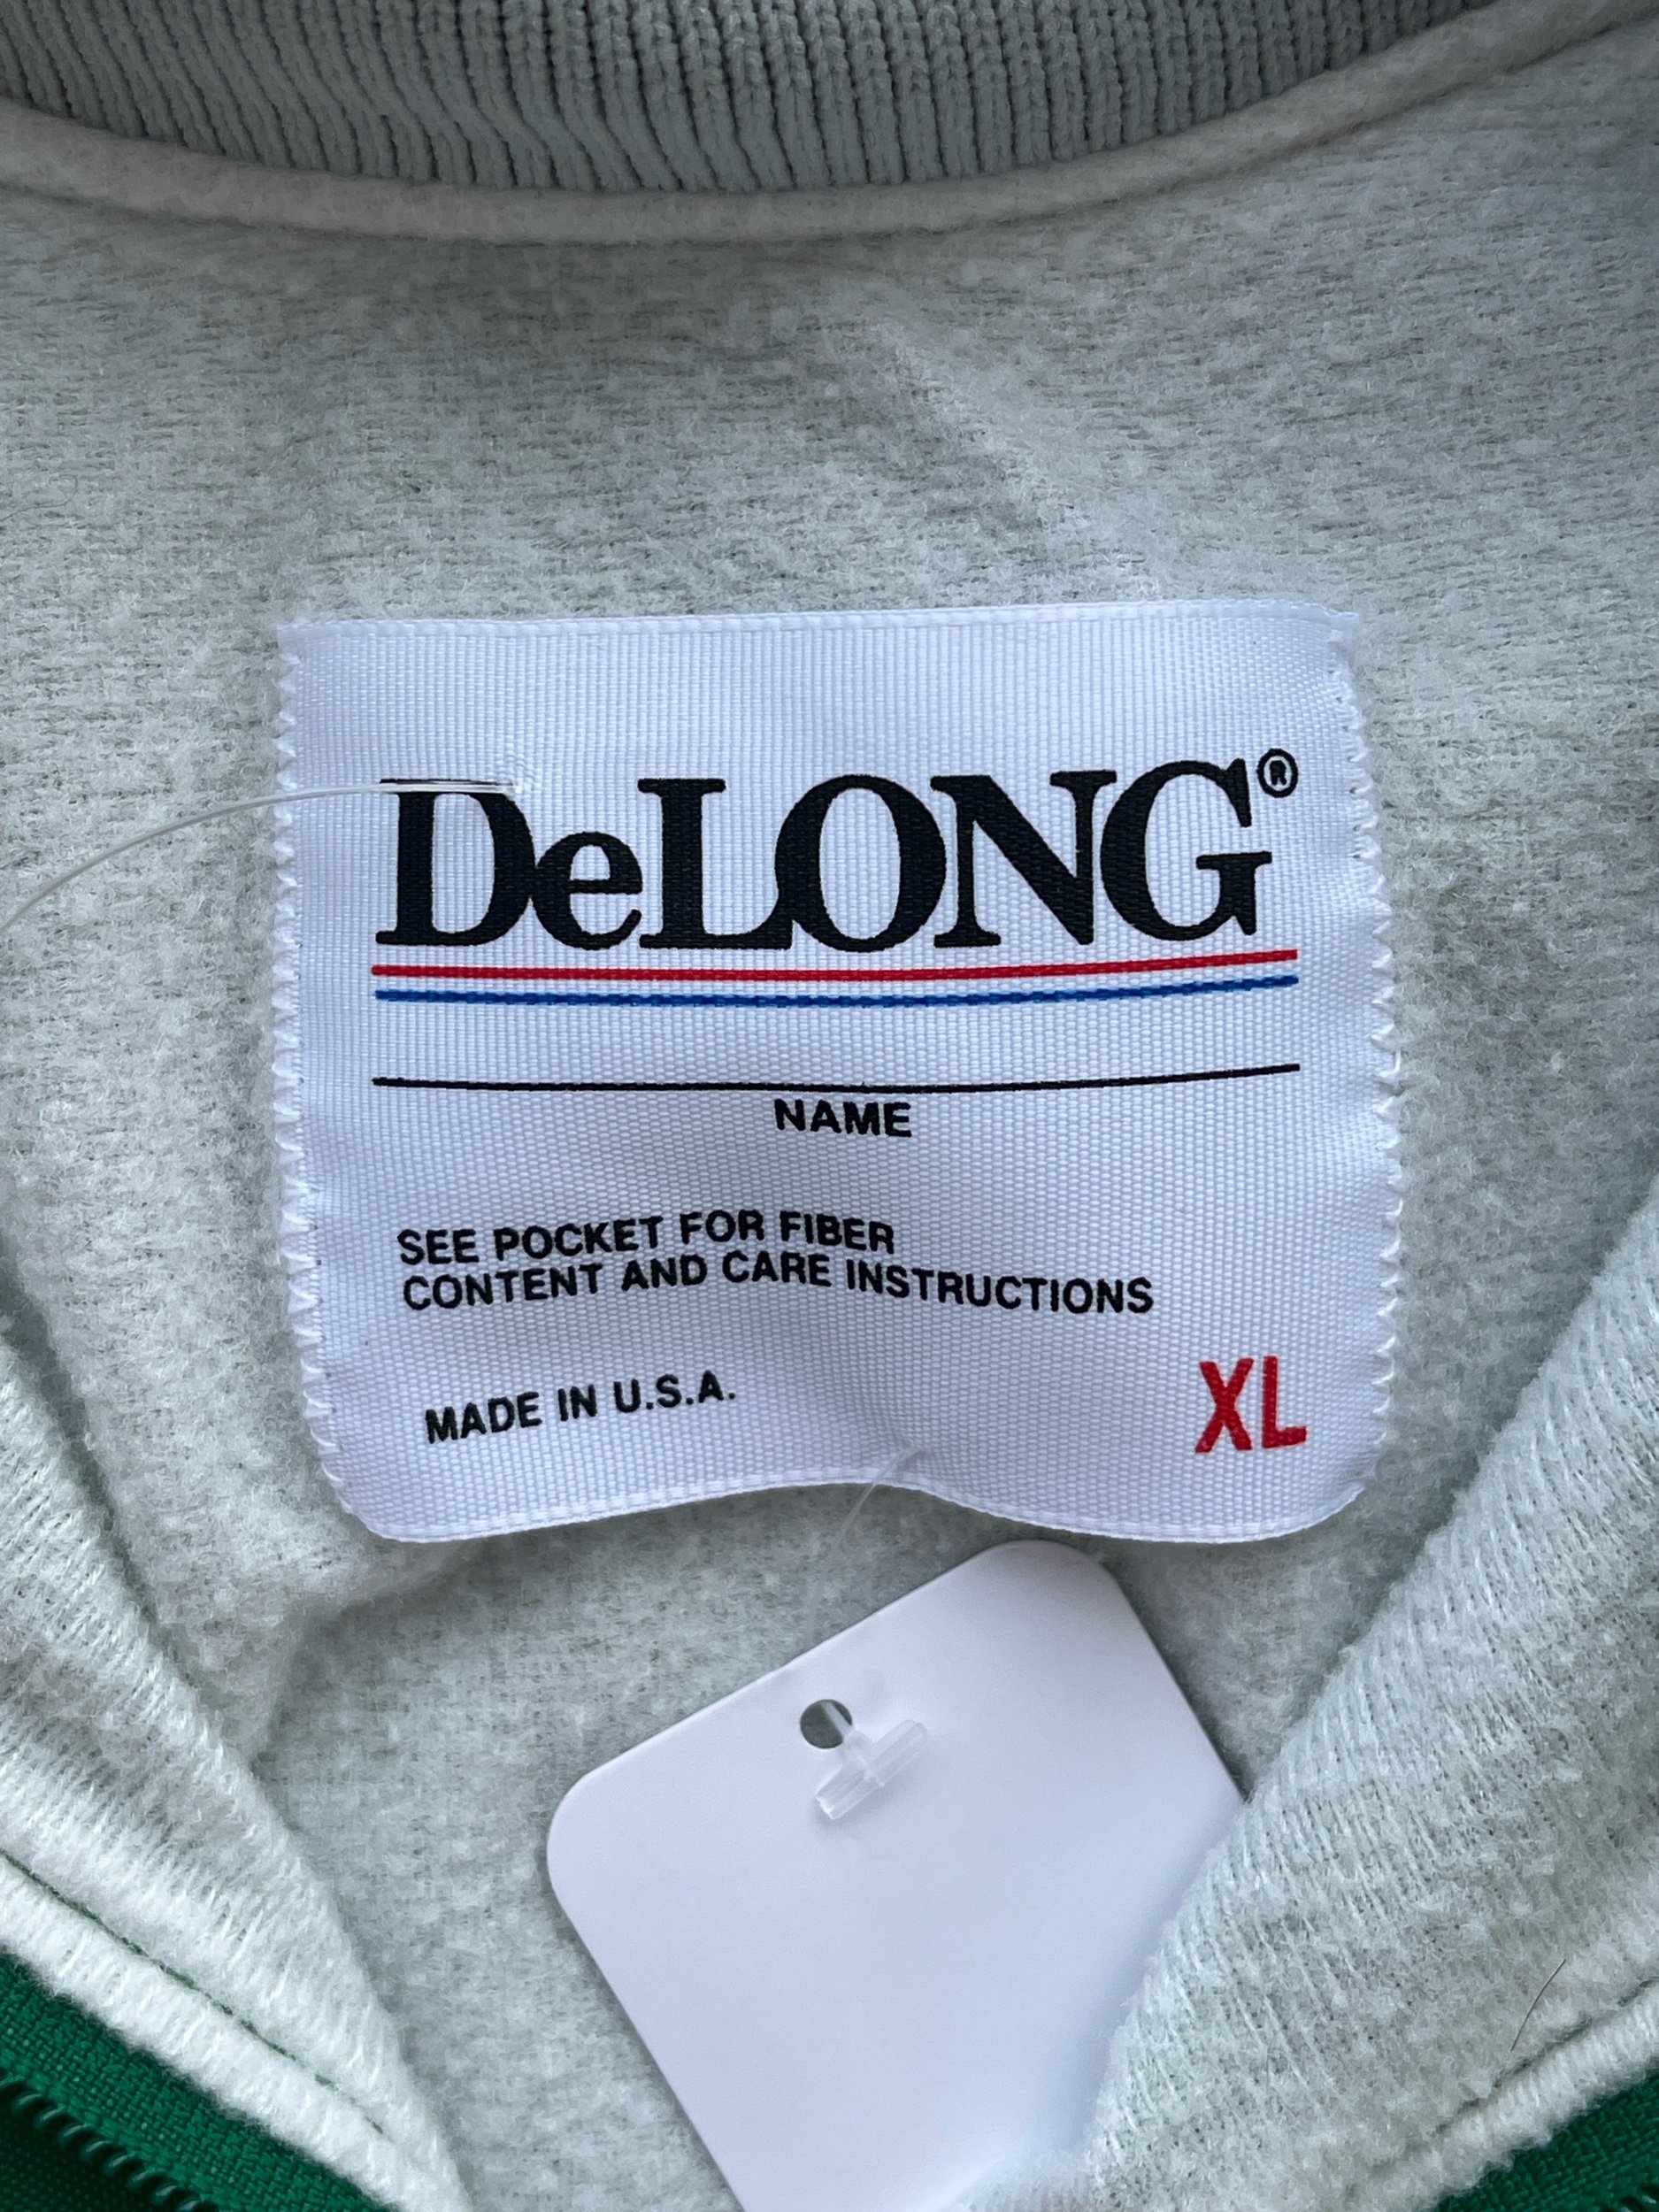 DeLONG®
NAME
SEE POCKET FOR FIBER
CONTENT AND CARE INSTRUCTIONS
MADE IN U.S.A.
XL